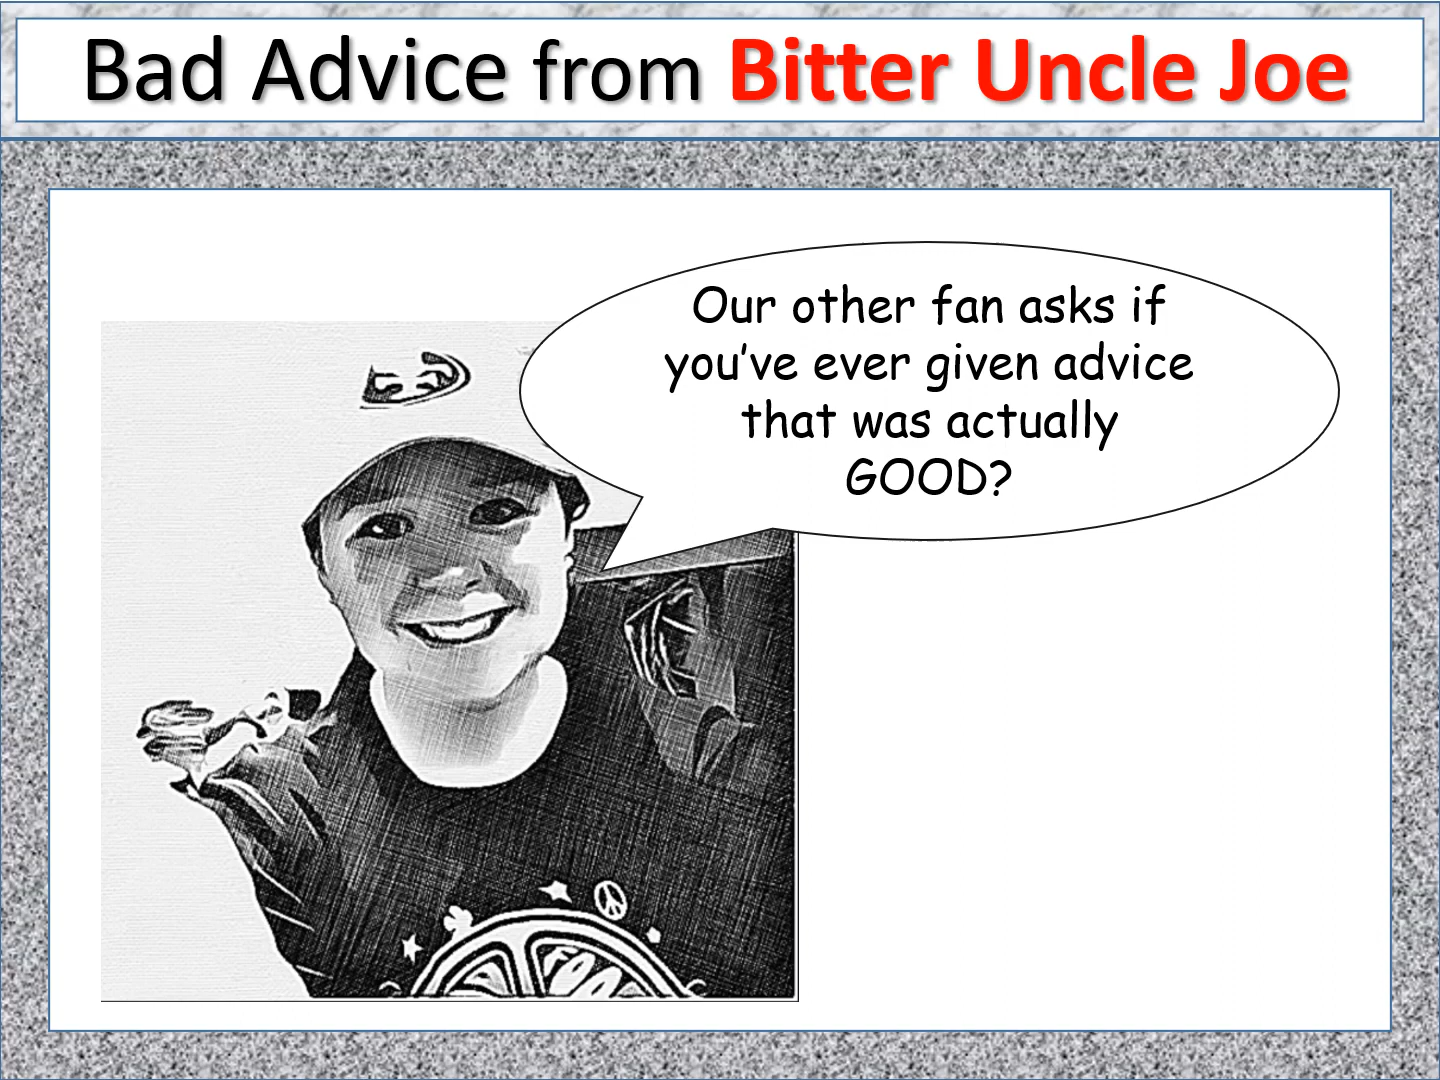 Bad Advice from Bitter Uncle Joe
Our other fan asks if
you've ever given advice
that was actually
GOOD?